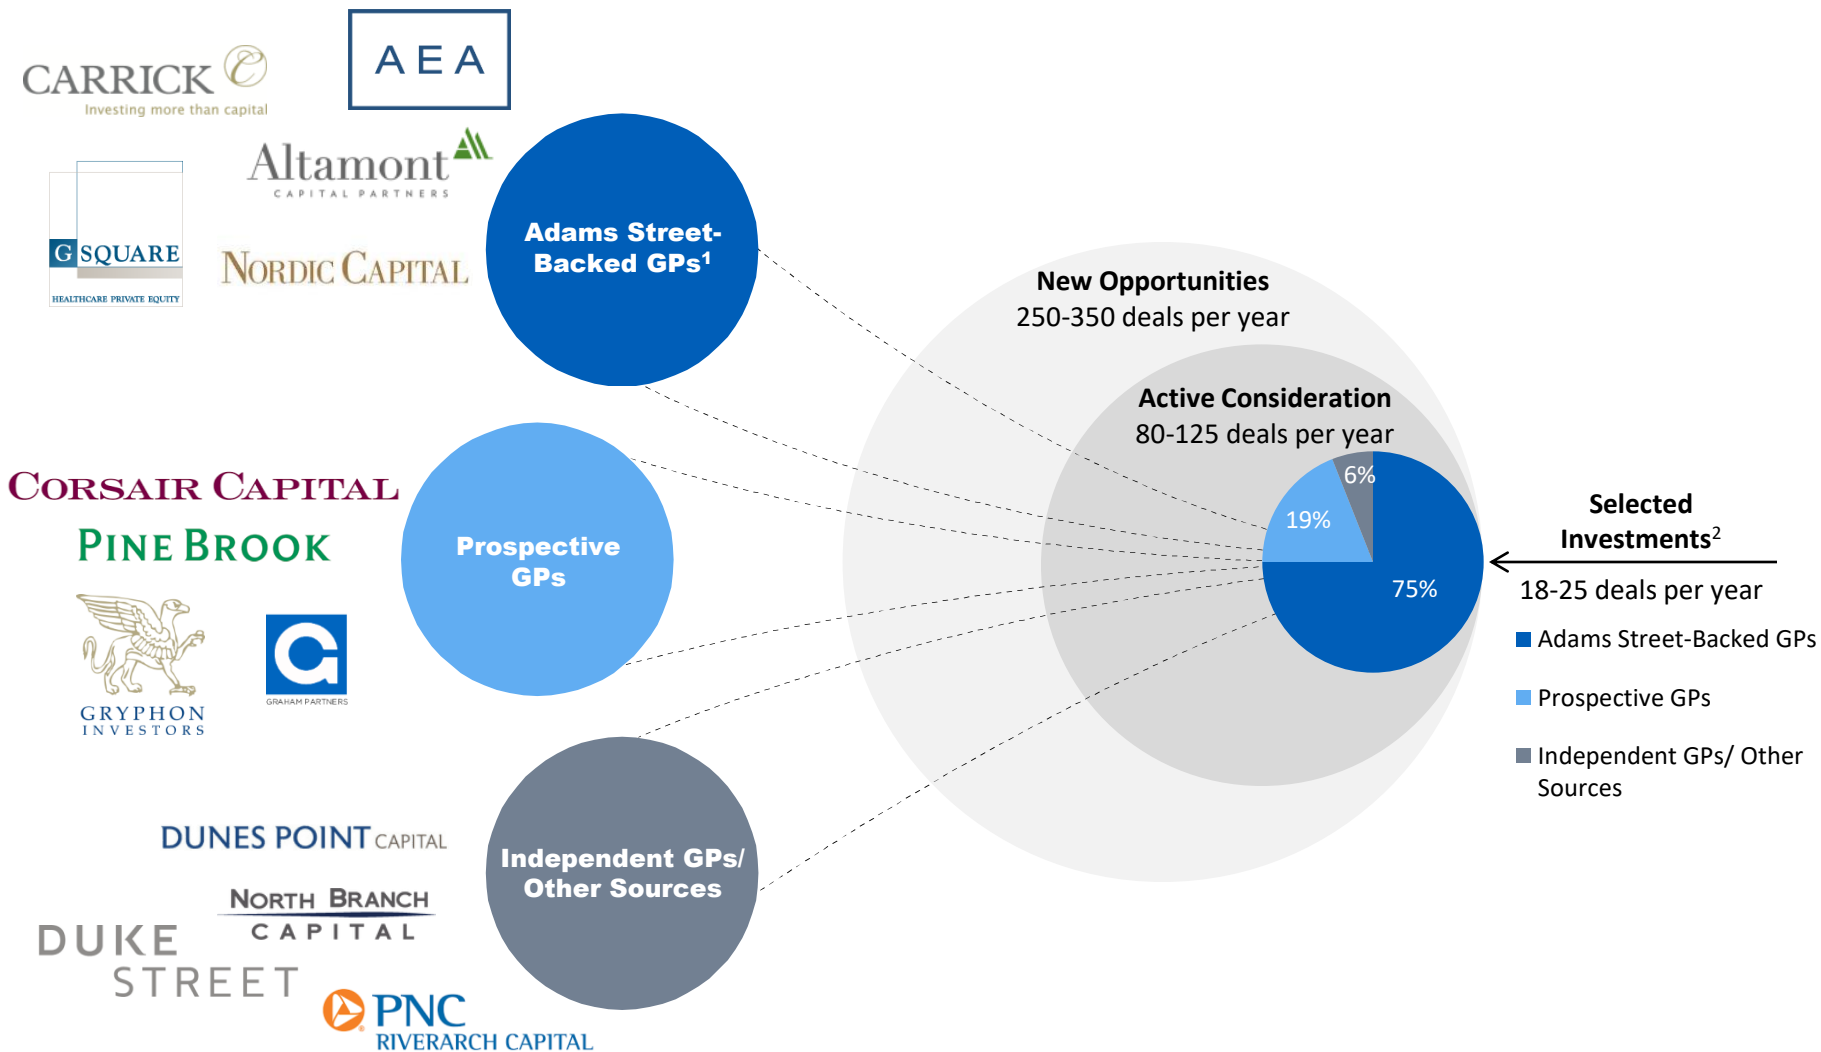 CARRICK
Investing more than capital
AEA
Altamont
CAPITAL PARTNERS
G SQUARE
HEALTHCARE PRIVATE EQUITY
NORDIC CAPITAL
Adams Street-
Backed GPs¹
CORSAIR CAPITAL
PINE BROOK
GRYPHON
INVESTORS
G
GRAHAM PARTNERS
Prospective
GPs
DUNES POINT CAPITAL
NORTH BRANCH
CAPITAL
DUKE
STREET
PNC
RIVERARCH CAPITAL
Independent GPs/
Other Sources
New Opportunities
250-350 deals per year
Active Consideration
80-125 deals per year
6%
19%
75%
Selected
Investments²
18-25 deals per year
Adams Street-Backed GPs
Prospective GPs
Independent GPs/ Other
Sources